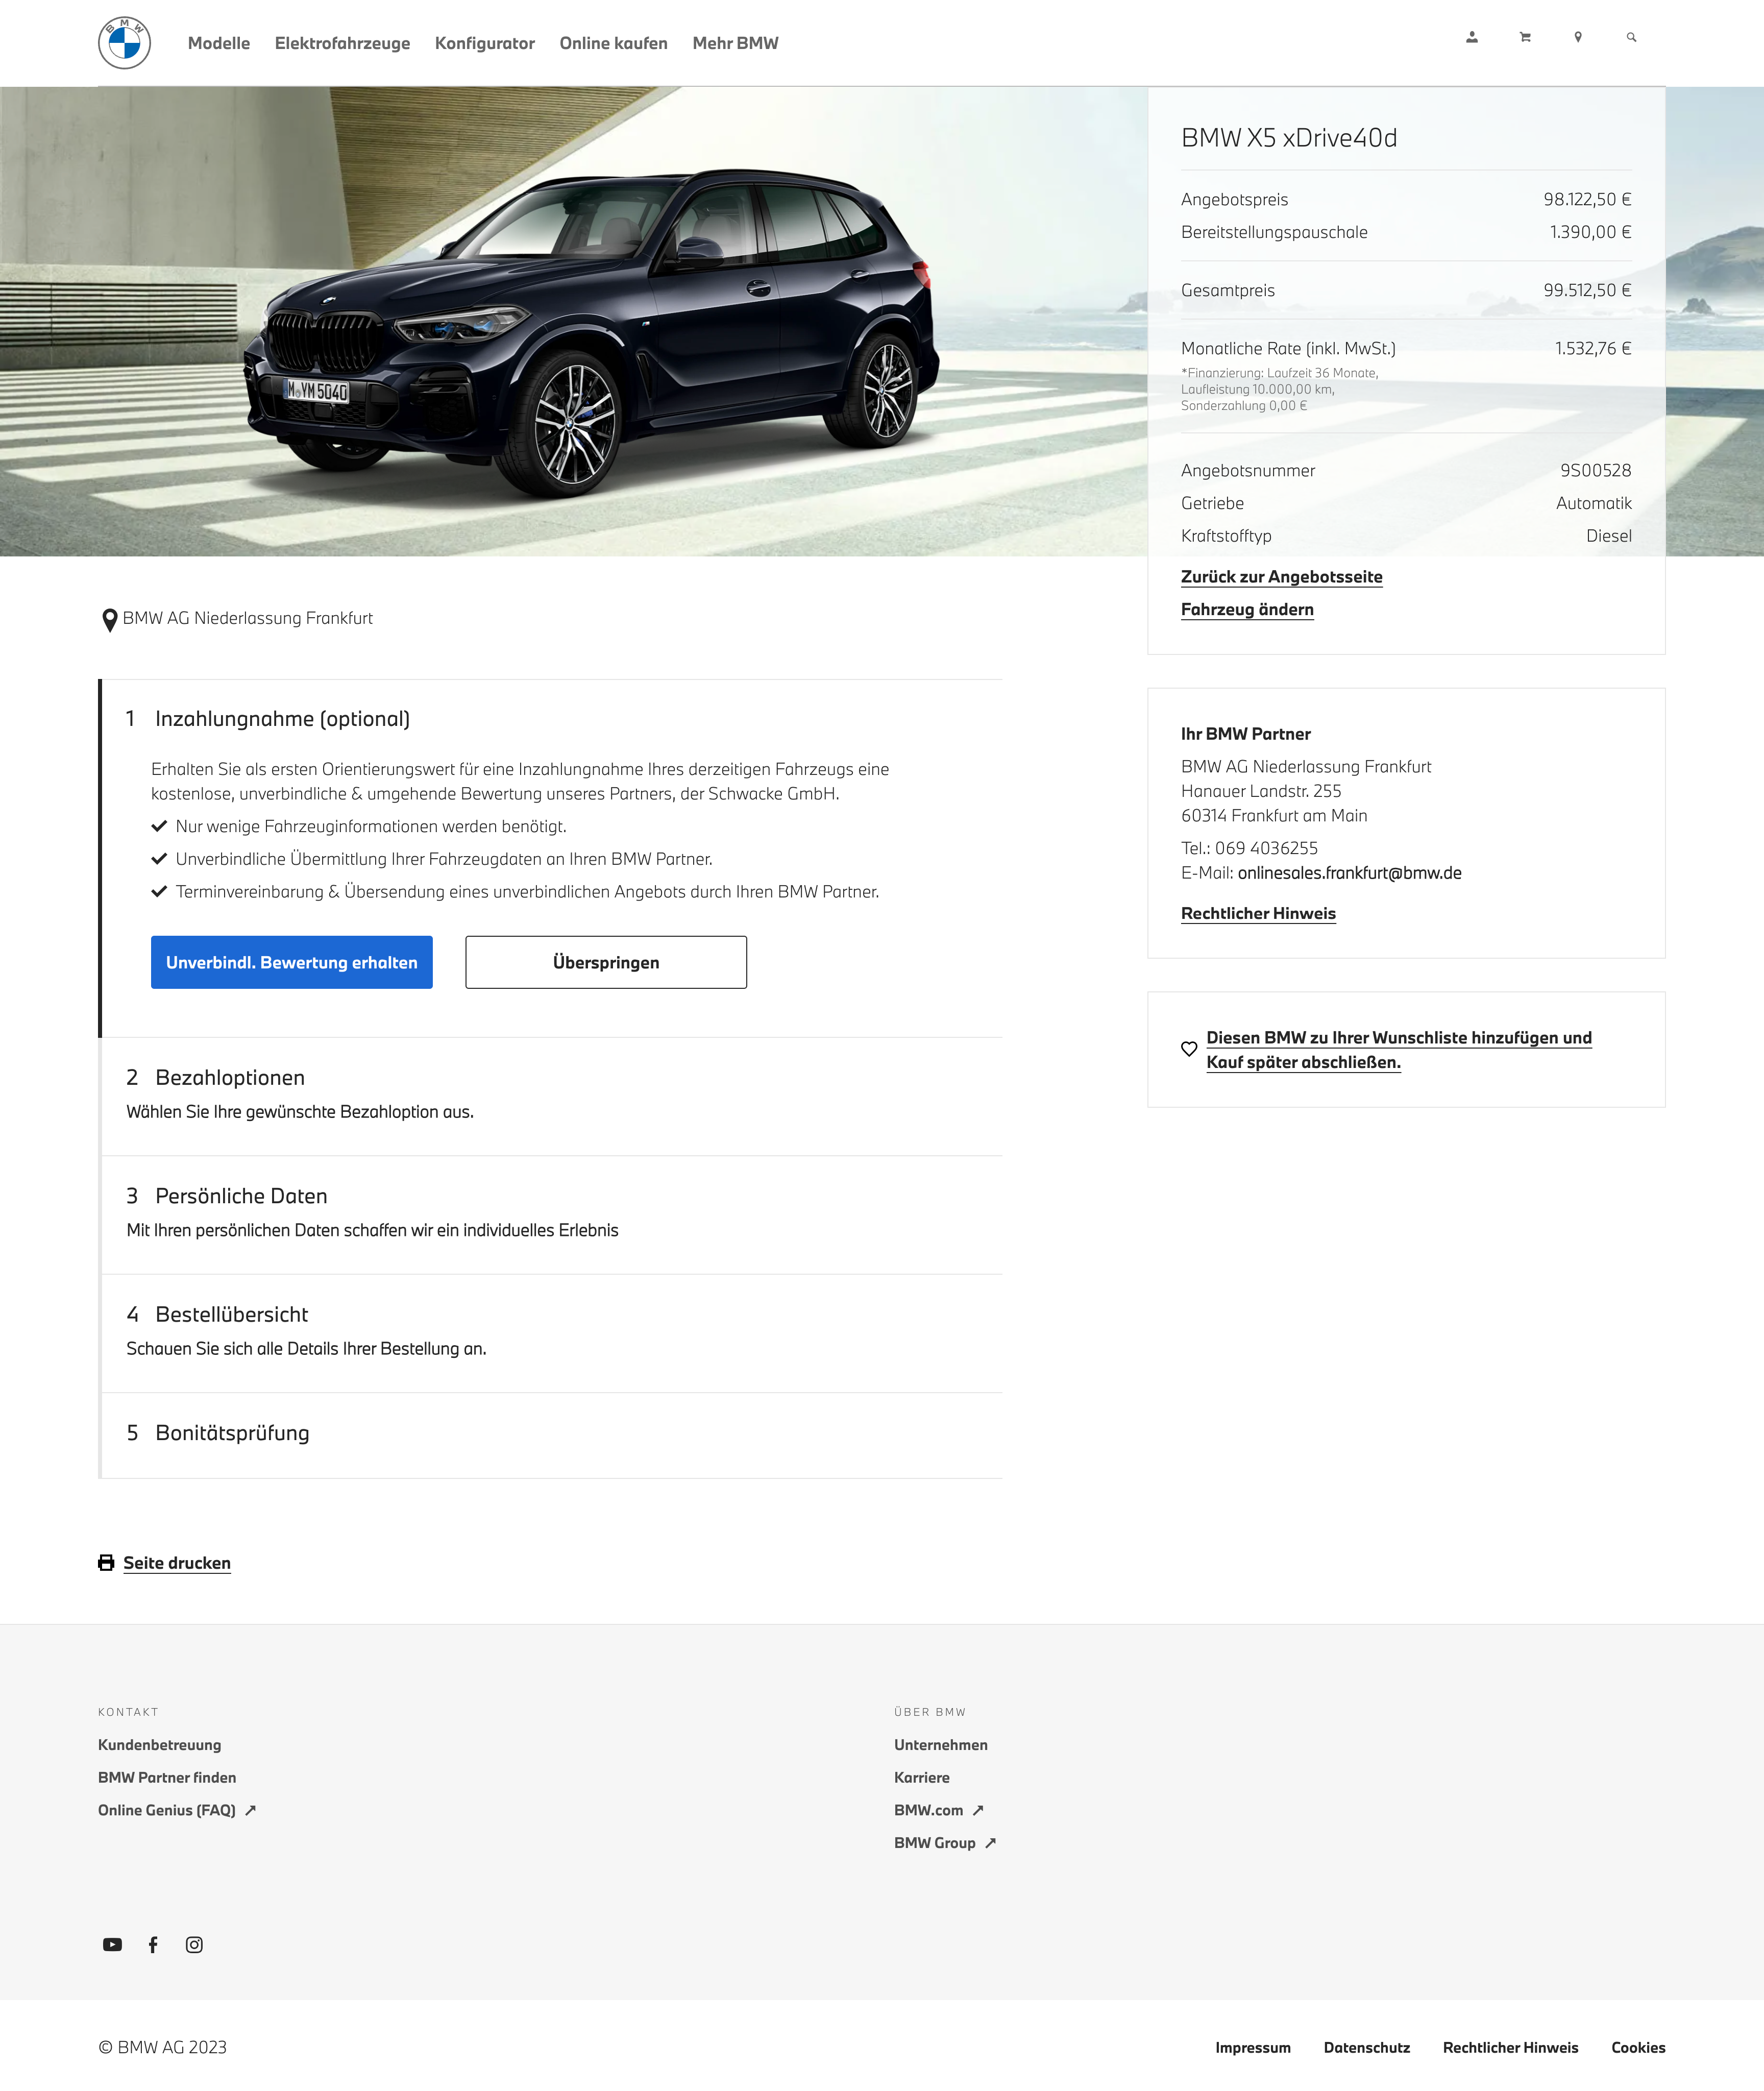 BMW
Modelle Elektrofahrzeuge Konfigurator Online kaufen Mehr BMW
M YM 5040
BMW X5 xDrive40d
Angebotspreis 98.122,50 €
Bereitstellungspauschale 1.390,00 €
Gesamtpreis 99.512,50 €
Monatliche Rate (inkl. MwSt.) 1.532,76 €
*Finanzierung: Laufzeit 36 Monate,
Laufleistung 10.000,00 km,
Sonderzahlung 0,00 €
Angebotsnummer 9S00528
Getriebe Automatik
Kraftstofftyp Diesel
Zurück zur Angebotsseite
Fahrzeug ändern
BMW AG Niederlassung Frankfurt
1 Inzahlungnahme (optional)
Erhalten Sie als ersten Orientierungswert für eine Inzahlungnahme Ihres derzeitigen Fahrzeugs eine
kostenlose, unverbindliche & umgehende Bewertung unseres Partners, der Schwacke GmbH.
Nur wenige Fahrzeuginformationen werden benötigt.
Unverbindliche Übermittlung Ihrer Fahrzeugdaten an Ihren BMW Partner.
Terminvereinbarung & Übersendung eines unverbindlichen Angebots durch Ihren BMW Partner.
Unverbindl. Bewertung erhalten Überspringen
2 Bezahloptionen
Wählen Sie Ihre gewünschte Bezahloption aus.
3 Persönliche Daten
Mit Ihren persönlichen Daten schaffen wir ein individuelles Erlebnis
4 Bestellübersicht
Schauen Sie sich alle Details Ihrer Bestellung an.
5 Bonitätsprüfung
Ihr BMW Partner
BMW AG Niederlassung Frankfurt
Hanauer Landstr. 255
60314 Frankfurt am Main
Tel.: 069 4036255
E-Mail: onlinesales.frankfurt@bmw.de
Rechtlicher Hinweis
Diesen BMW zu Ihrer Wunschliste hinzufügen und
Kauf später abschließen.
Seite drucken
KONTAKT
Kundenbetreuung
BMW Partner finden
Online Genius (FAQ)
ÜBER BMW
Unternehmen
Karriere
BMW.com
BMW Group
© BMW AG 2023
Impressum Datenschutz Rechtlicher Hinweis Cookies